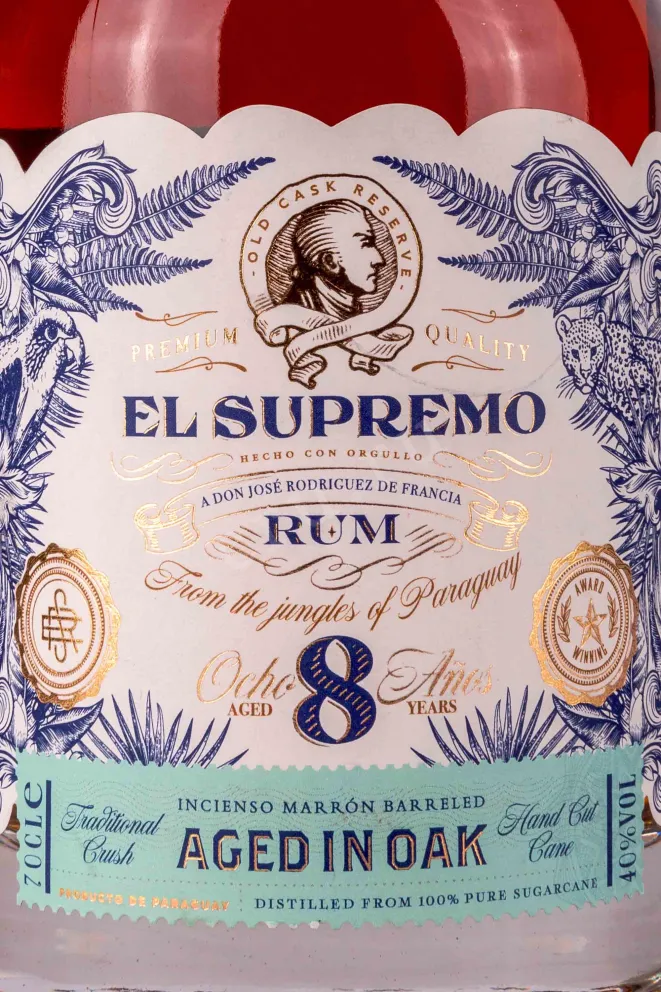 OLD CASK RESERVE
PREMIUM QUALITY
EL SUPREMO
HECHO CON ORGULLO
A DON JOSÉ RODRIGUEZ DE FRANCIA
RUM
From the jungles of Paraguay
AWARD
WINNING
Ocho 8 Años
AGED YEARS
70CLE
Traditional
Crush
INCIENSO MARRÓN BARRELED
AGED IN OAK
Hand Cut
Cane
40%VOL
PRODUCTO DE PARAGUAY
DISTILLED FROM 100% PURE SUGARCANE